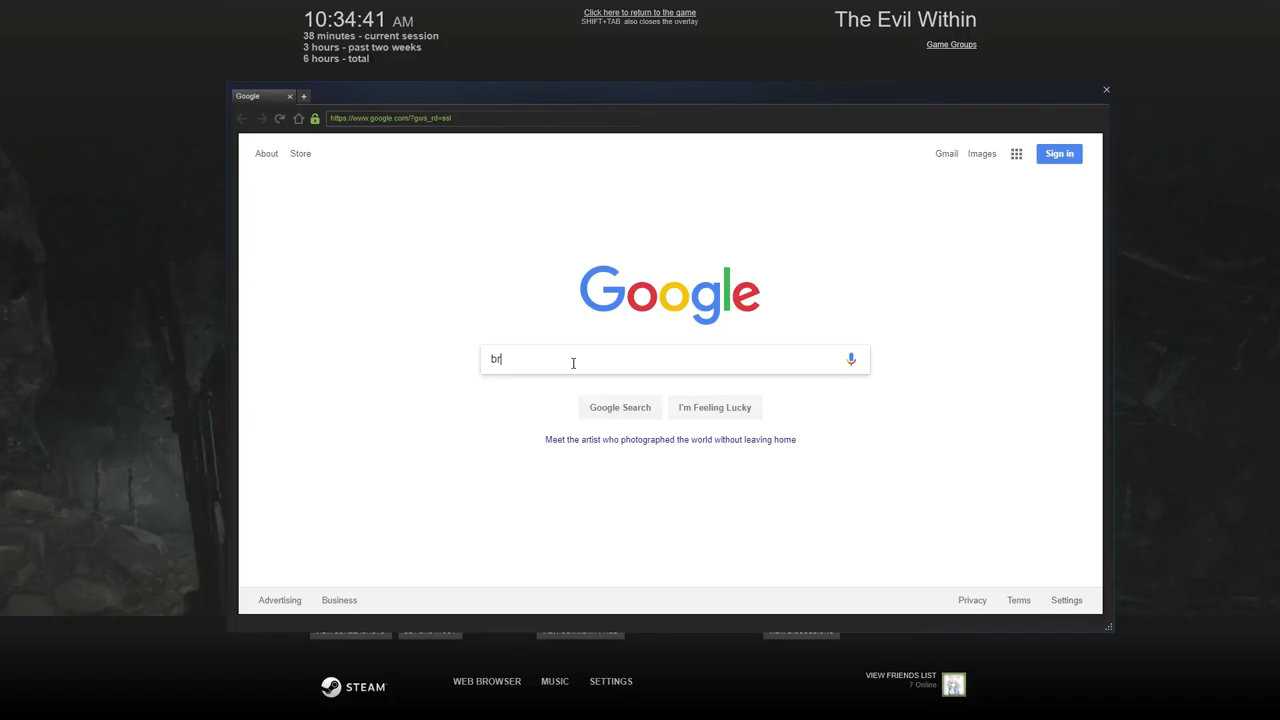 10:34:41 AM
38 minutes - current session
3 hours - past two weeks
6 hours - total
Click here to return to the game
SHIFT+TAB also closes the overlay
The Evil Within
Game Groups
Google
https://www.google.com/?gws_rd=ssl
About Store
Gmail Images Sign in
Google
br
Google Search I'm Feeling Lucky
Meet the artist who photographed the world without leaving home
Advertising Business
Privacy Terms Settings
STEAM
WEB BROWSER MUSIC SETTINGS
VIEW FRIENDS LIST
7 Online